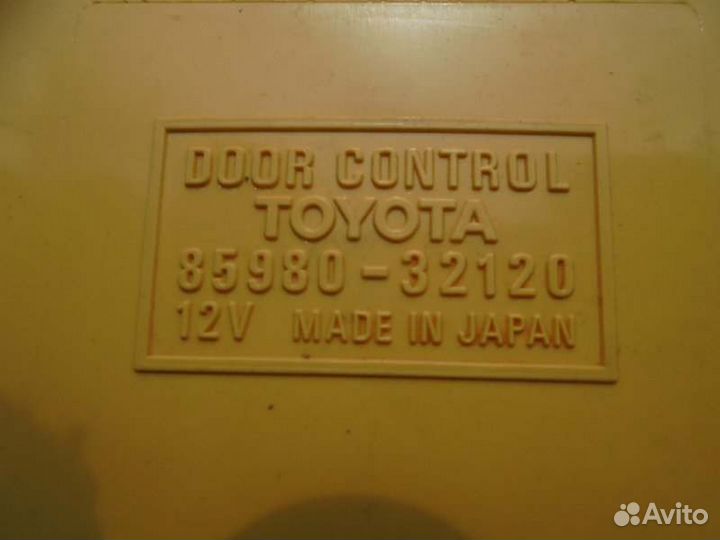 DOOR CONTROL
TOYOTA
85980-32120
12V MADE IN JAPAN
Avito